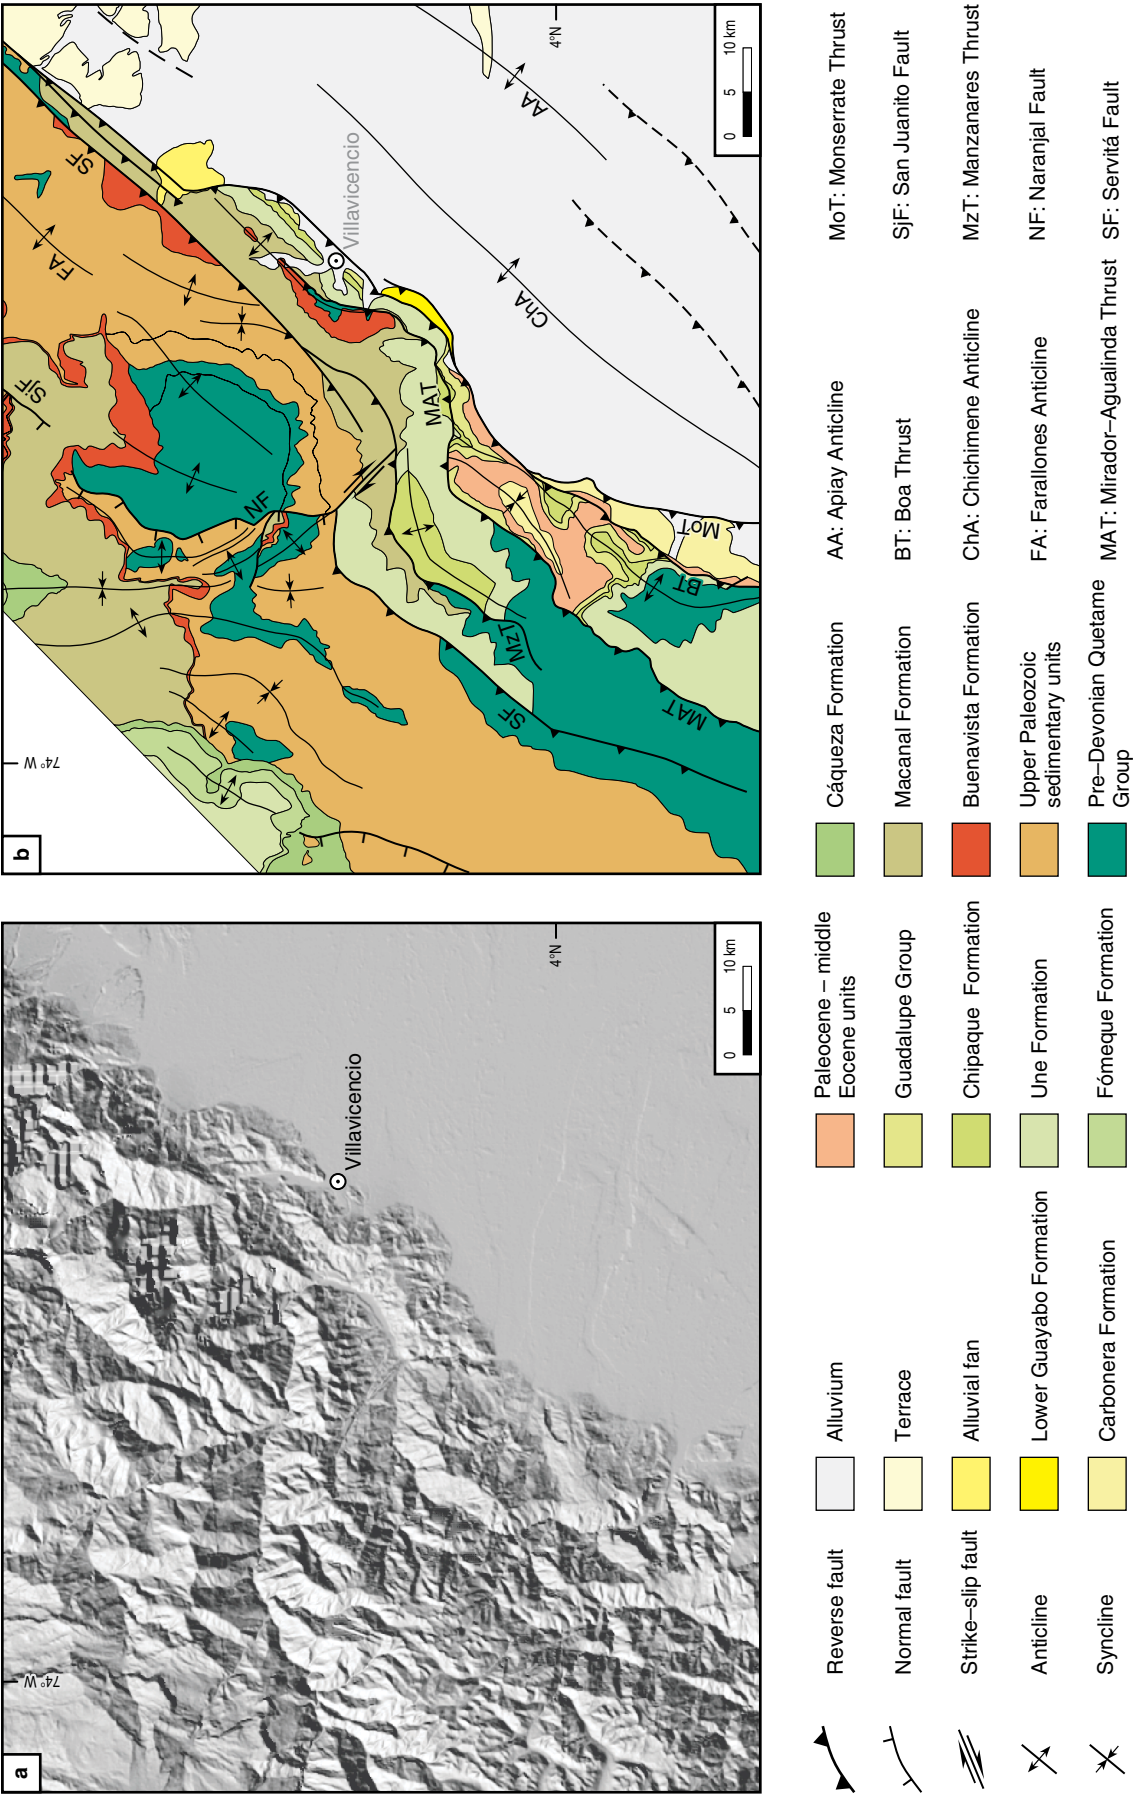 a
74° W
4°N
Villavicencio
0 5 10 km
b
74° W
4°N
SjF
FA
SF
NF
Villavicencio
AA
ChA
MAT
MzT
SF
MAT
BT
MoT
0 5 10 km
Reverse fault
Normal fault
Strike–slip fault
Anticline
Syncline
Alluvium
Terrace
Alluvial fan
Lower Guayabo Formation
Carbonera Formation
Paleocene – middle
Eocene units
Guadalupe Group
Chipaque Formation
Une Formation
Fómeque Formation
Cáqueza Formation
Macanal Formation
Buenavista Formation
Upper Paleozoic
sedimentary units
Pre–Devonian Quetame
Group
AA: Apiay Anticline
BT: Boa Thrust
ChA: Chichimene Anticline
FA: Farallones Anticline
MAT: Mirador–Agualinda Thrust
MoT: Monserrate Thrust
SjF: San Juanito Fault
MzT: Manzanares Thrust
NF: Naranjal Fault
SF: Servitá Fault